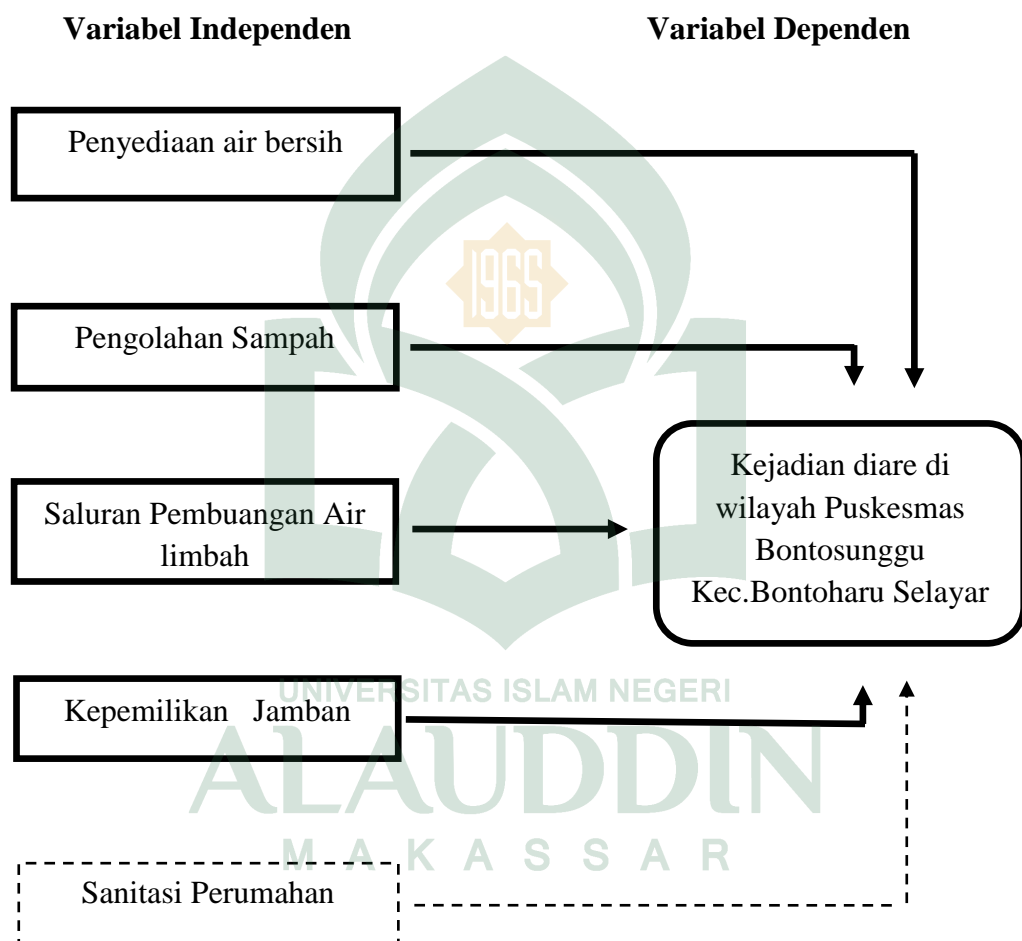 Variabel Independen
Variabel Dependen
Penyediaan air bersih
1965
Pengolahan Sampah
Kejadian diare di
wilayah Puskesmas
Bontosunggu
Kec.Bontoharu Selayar
Saluran Pembuangan Air
limbah
Kepemilikan Jamban
UNIVERSITAS ISLAM NEGERI
ALAUDDIN
MAKASSAR
Sanitasi Perumahan